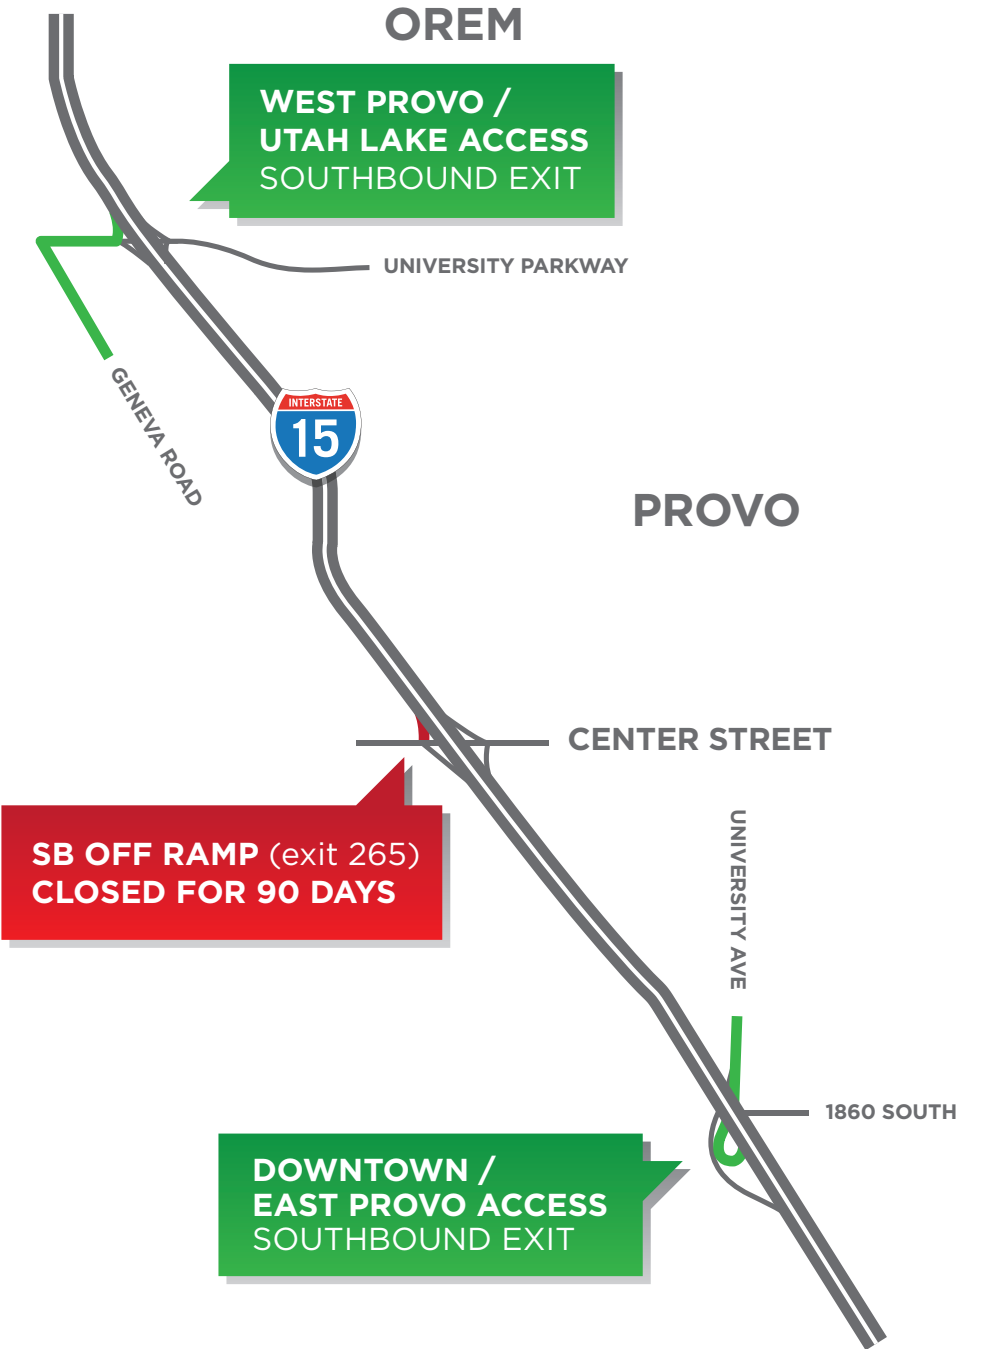 OREM
WEST PROVO /
UTAH LAKE ACCESS
SOUTHBOUND EXIT
UNIVERSITY PARKWAY
GENEVA ROAD
INTERSTATE
15
PROVO
CENTER STREET
SB OFF RAMP (exit 265)
CLOSED FOR 90 DAYS
UNIVERSITY AVE
1860 SOUTH
DOWNTOWN /
EAST PROVO ACCESS
SOUTHBOUND EXIT